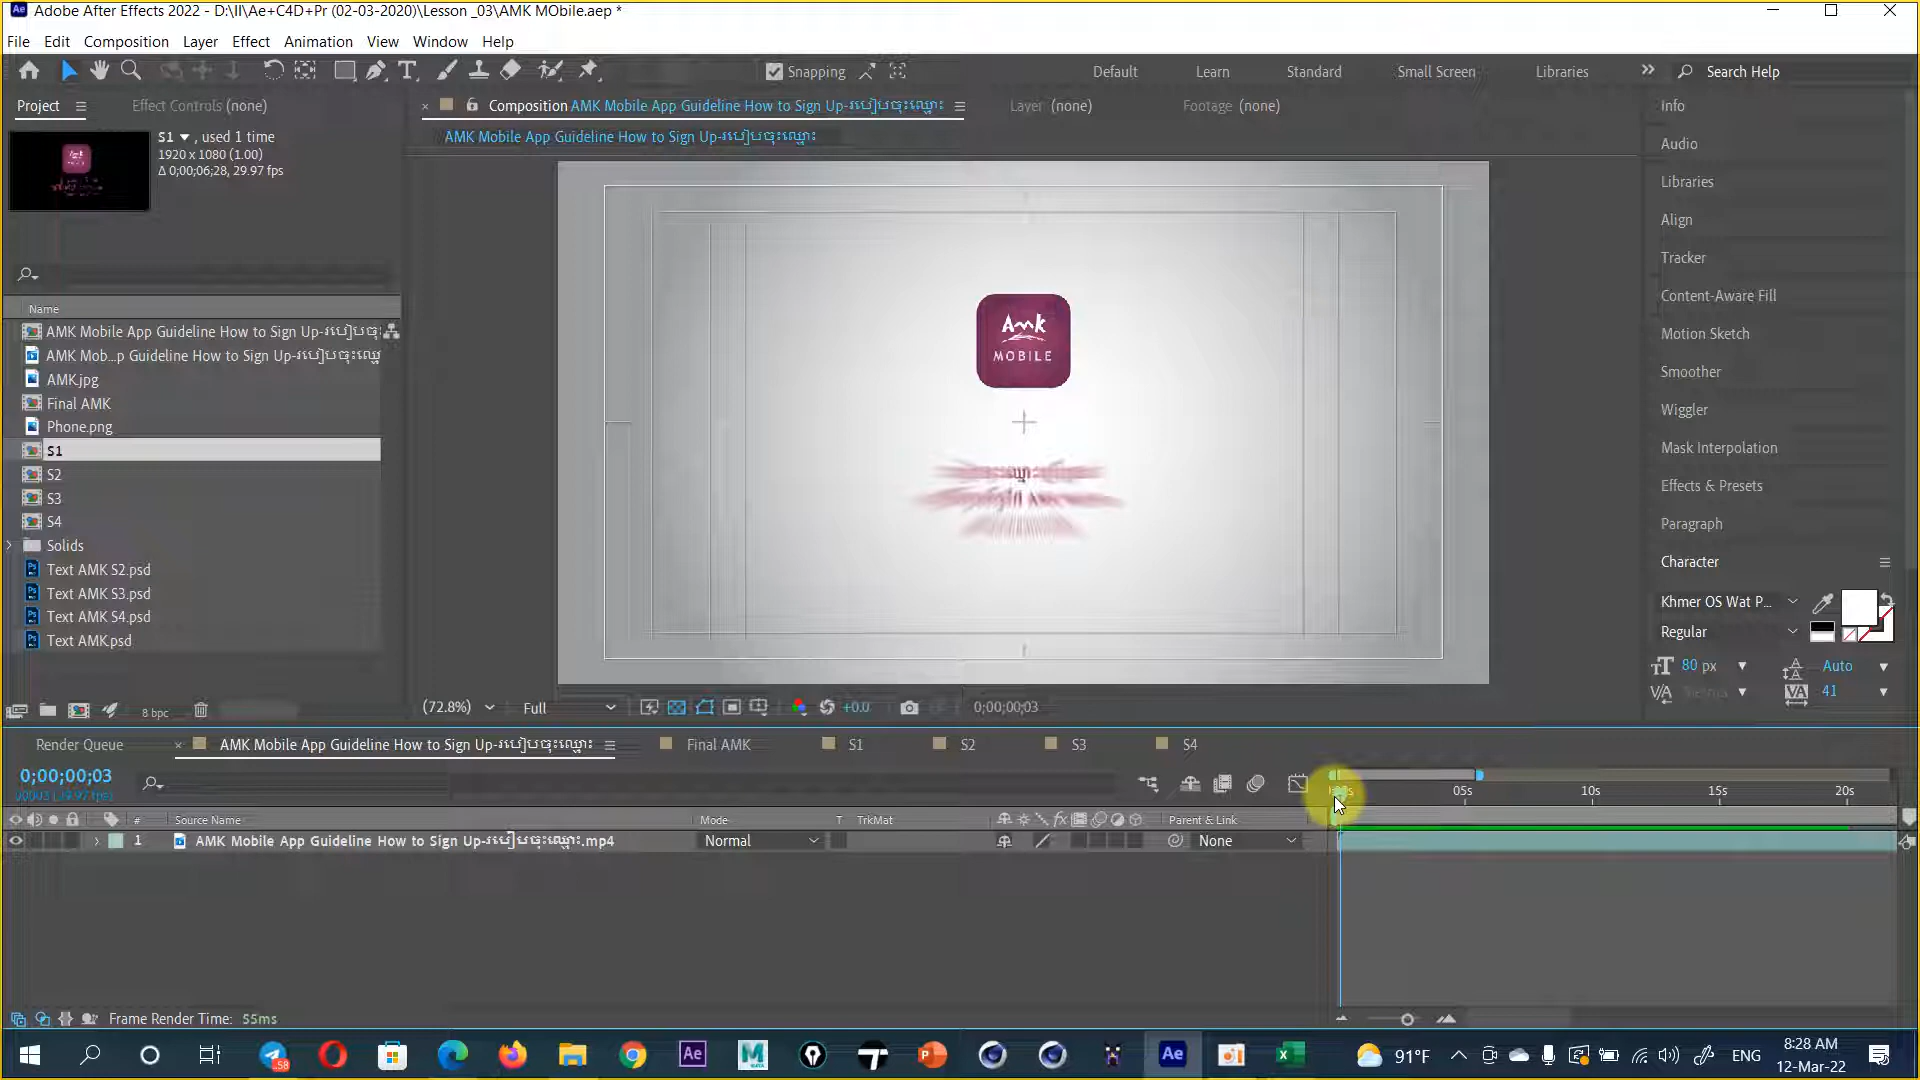 Adobe After Effects 2022 - D:\II\Ae+C4D+Pr (02-03-2020)\Lesson _03\AMK MObile.aep *
File Edit Composition Layer Effect Animation View Window Help
Snapping Default Learn Standard Small Screen Libraries Search Help
Project Effect Controls (none)
S1 , used 1 time
1920 x 1080 (1.00)
Δ 0;00;06;28, 29.97 fps
Name
AMK Mobile App Guideline How to Sign Up-របៀបចុះ
AMK Mob...p Guideline How to Sign Up-របៀបចុះឈ្មោ
AMK.jpg
Final AMK
Phone.png
S1
S2
S3
S4
Solids
Text AMK S2.psd
Text AMK S3.psd
Text AMK S4.psd
Text AMK.psd
8 bpc
Composition AMK Mobile App Guideline How to Sign Up-របៀបចុះឈ្មោះ
Layer (none)
Footage (none)
AMK Mobile App Guideline How to Sign Up-របៀបចុះឈ្មោះ
Amk
MOBILE
(72.8%) Full +0.0 0;00;00;03
Info
Audio
Libraries
Align
Tracker
Content-Aware Fill
Motion Sketch
Smoother
Wiggler
Mask Interpolation
Effects & Presets
Paragraph
Character
Khmer OS Wat P...
Regular
80 px Auto
41
Render Queue AMK Mobile App Guideline How to Sign Up-របៀបចុះឈ្មោះ Final AMK S1 S2 S3 S4
0;00;00;03
05s 10s 15s 20s
# Source Name Mode T TrkMat Parent & Link
1 AMK Mobile App Guideline How to Sign Up-របៀបចុះឈ្មោះ.mp4 Normal None
Frame Render Time: 55ms
91°F ENG 8:28 AM
12-Mar-22